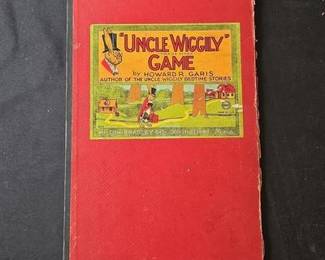 "UNCLE WIGGILY"
GAME
by HOWARD R. GARIS
AUTHOR OF THE UNCLE WIGGILY BEDTIME STORIES